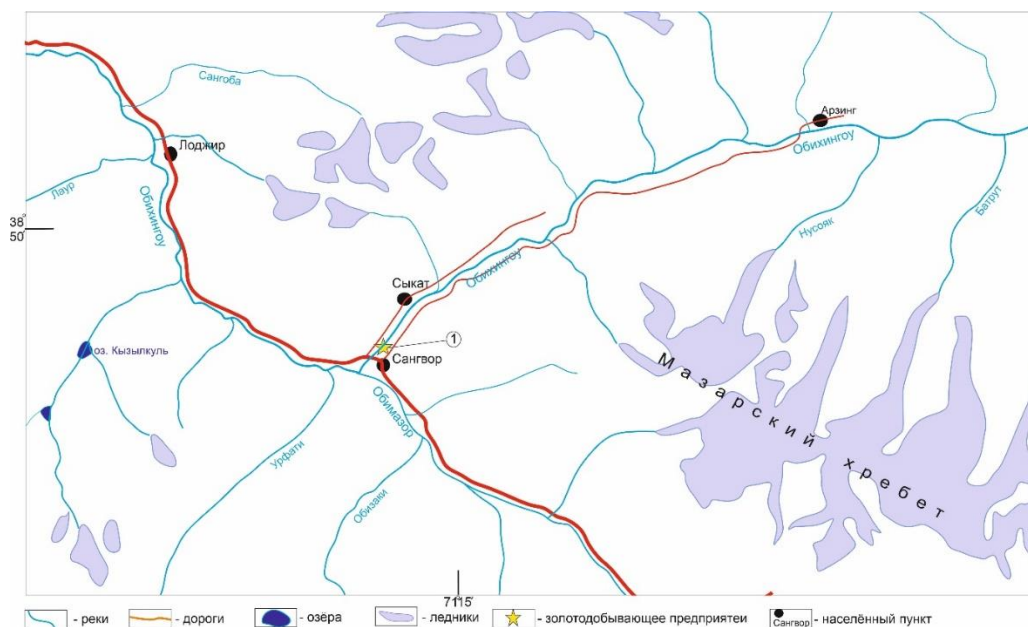 Сангоба
Арзинг
Лоджир
Обихингоу
Лаур
Обихингоу
Батрут
Нусояк
38°
50'
Обихингоу
Сыкат
1
оз. Кызылкуль
Сангвор
Мазарский хребет
Обимазор
Урфати
Обизаки
71°15'
- реки
- дороги
- озёра
- ледники
- золотодобывающее предприятеи
Сангвор
- населённый пункт